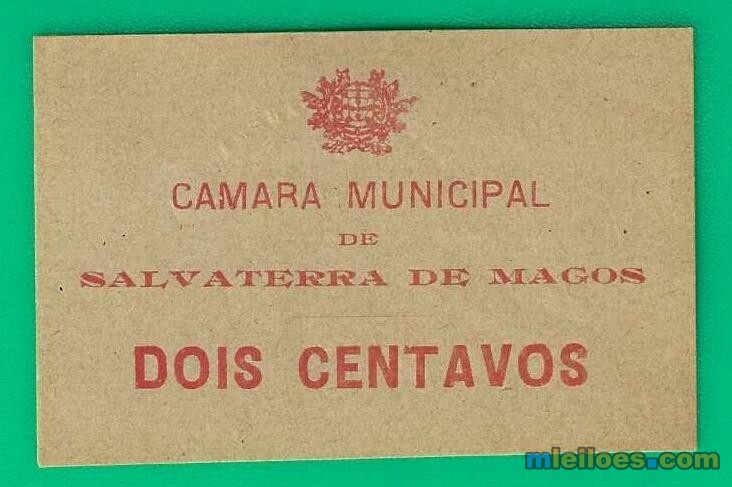 CAMARA MUNICIPAL
DE
SALVATERRA DE MAGOS
DOIS CENTAVOS
mleiloes.com